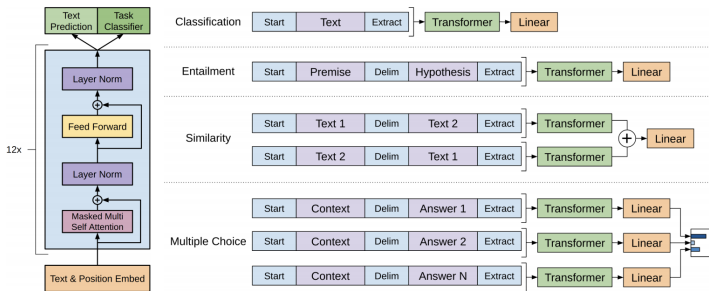 Text Prediction
Task Classifier
12x
Layer Norm
Feed Forward
Layer Norm
Masked Multi
Self Attention
Text & Position Embed
Classification Start Text Extract Transformer Linear
Entailment Start Premise Delim Hypothesis Extract Transformer Linear
Similarity
Start Text 1 Delim Text 2 Extract Transformer
Start Text 2 Delim Text 1 Extract Transformer
Linear
Multiple Choice
Start Context Delim Answer 1 Extract Transformer Linear
Start Context Delim Answer 2 Extract Transformer Linear
Start Context Delim Answer N Extract Transformer Linear